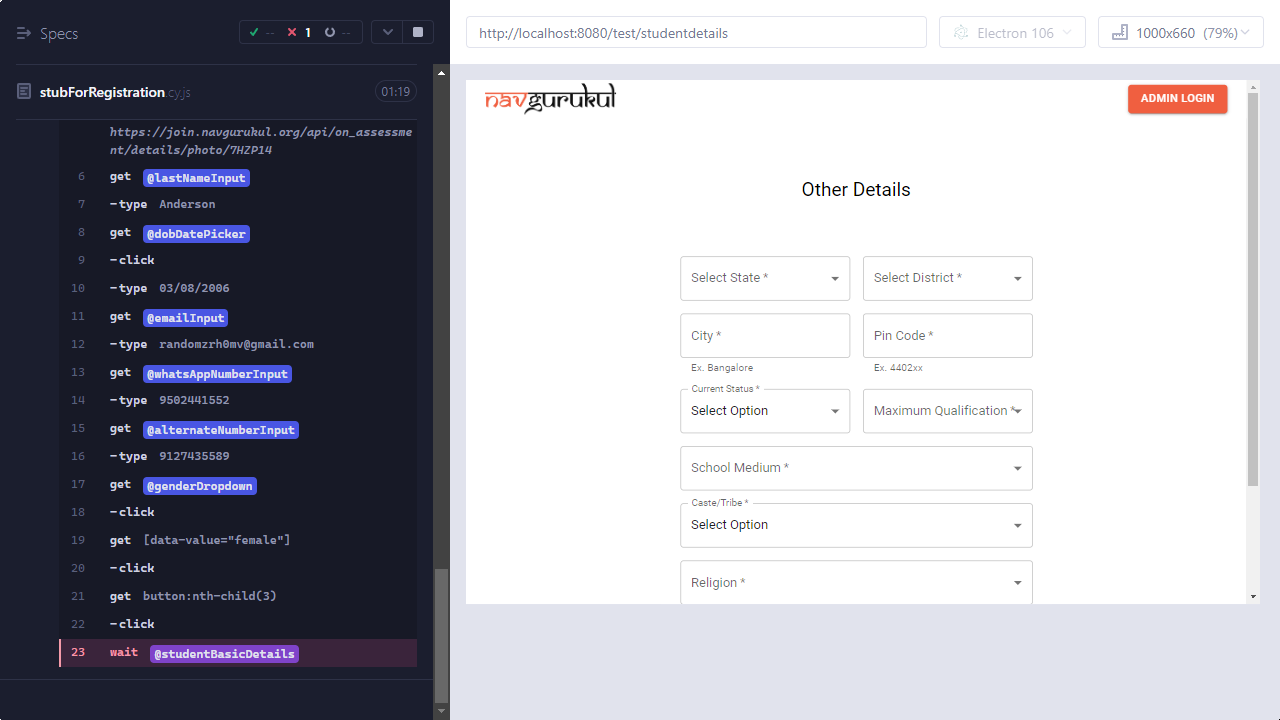 Specs
--
1
--
stubForRegistration.cy.js
01:19
https://join.navgurukul.org/api/on_assessme
nt/details/photo/7HZP14
6 get @lastNameInput
7 -type Anderson
8 get @dobDatePicker
9 -click
10 -type 03/08/2006
11 get @emailInput
12 -type randomzrh0mv@gmail.com
13 get @whatsAppNumberInput
14 -type 9502441552
15 get @alternateNumberInput
16 -type 9127435589
17 get @genderDropdown
18 -click
19 get [data-value="female"]
20 -click
21 get button:nth-child(3)
22 -click
23 wait @studentBasicDetails
http://localhost:8080/test/studentdetails
Electron 106
1000x660 (79%)
navgurukul
ADMIN LOGIN
Other Details
Select State *
Select District *
City *
Pin Code *
Ex. Bangalore
Ex. 4402xx
Current Status *
Select Option
Maximum Qualification *
School Medium *
Caste/Tribe *
Select Option
Religion *